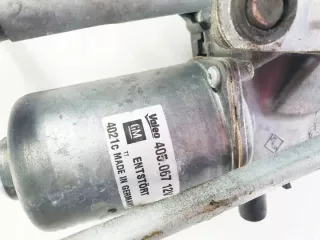 Valeo 405.067 12V
GM ENTSTÖRT
4021c MADE IN GERMANY